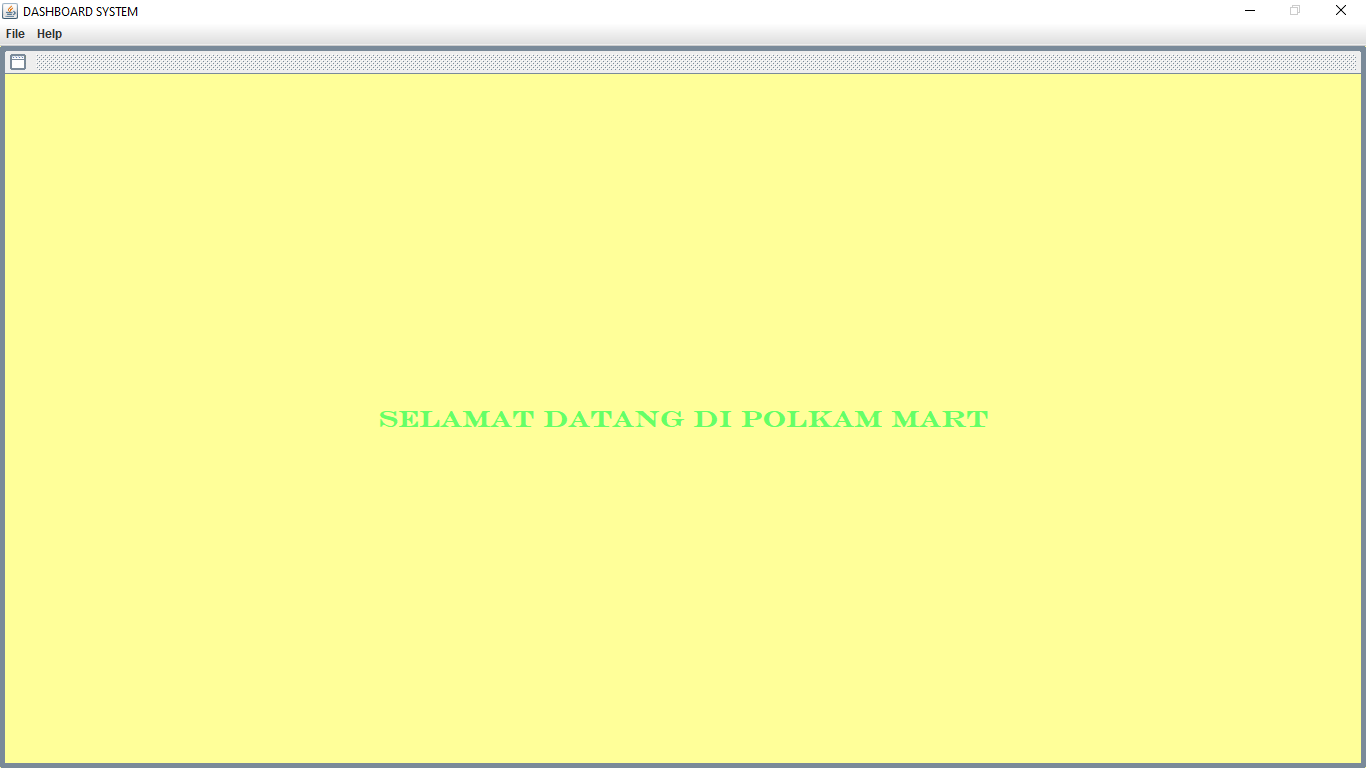 DASHBOARD SYSTEM
File Help
SELAMAT DATANG DI POLKAM MART